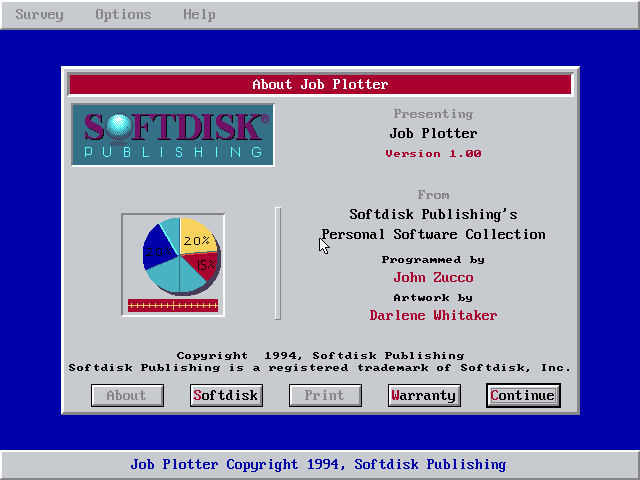 Survey Options Help
About Job Plotter
SOFTDISK®
PUBLISHING
Presenting
Job Plotter
Version 1.00
From
Softdisk Publishing's
Personal Software Collection
Programmed by
John Zucco
Artwork by
Darlene Whitaker
20%
15%
Copyright 1994, Softdisk Publishing
Softdisk Publishing is a registered trademark of Softdisk, Inc.
About Softdisk Print Warranty Continue
Job Plotter Copyright 1994, Softdisk Publishing